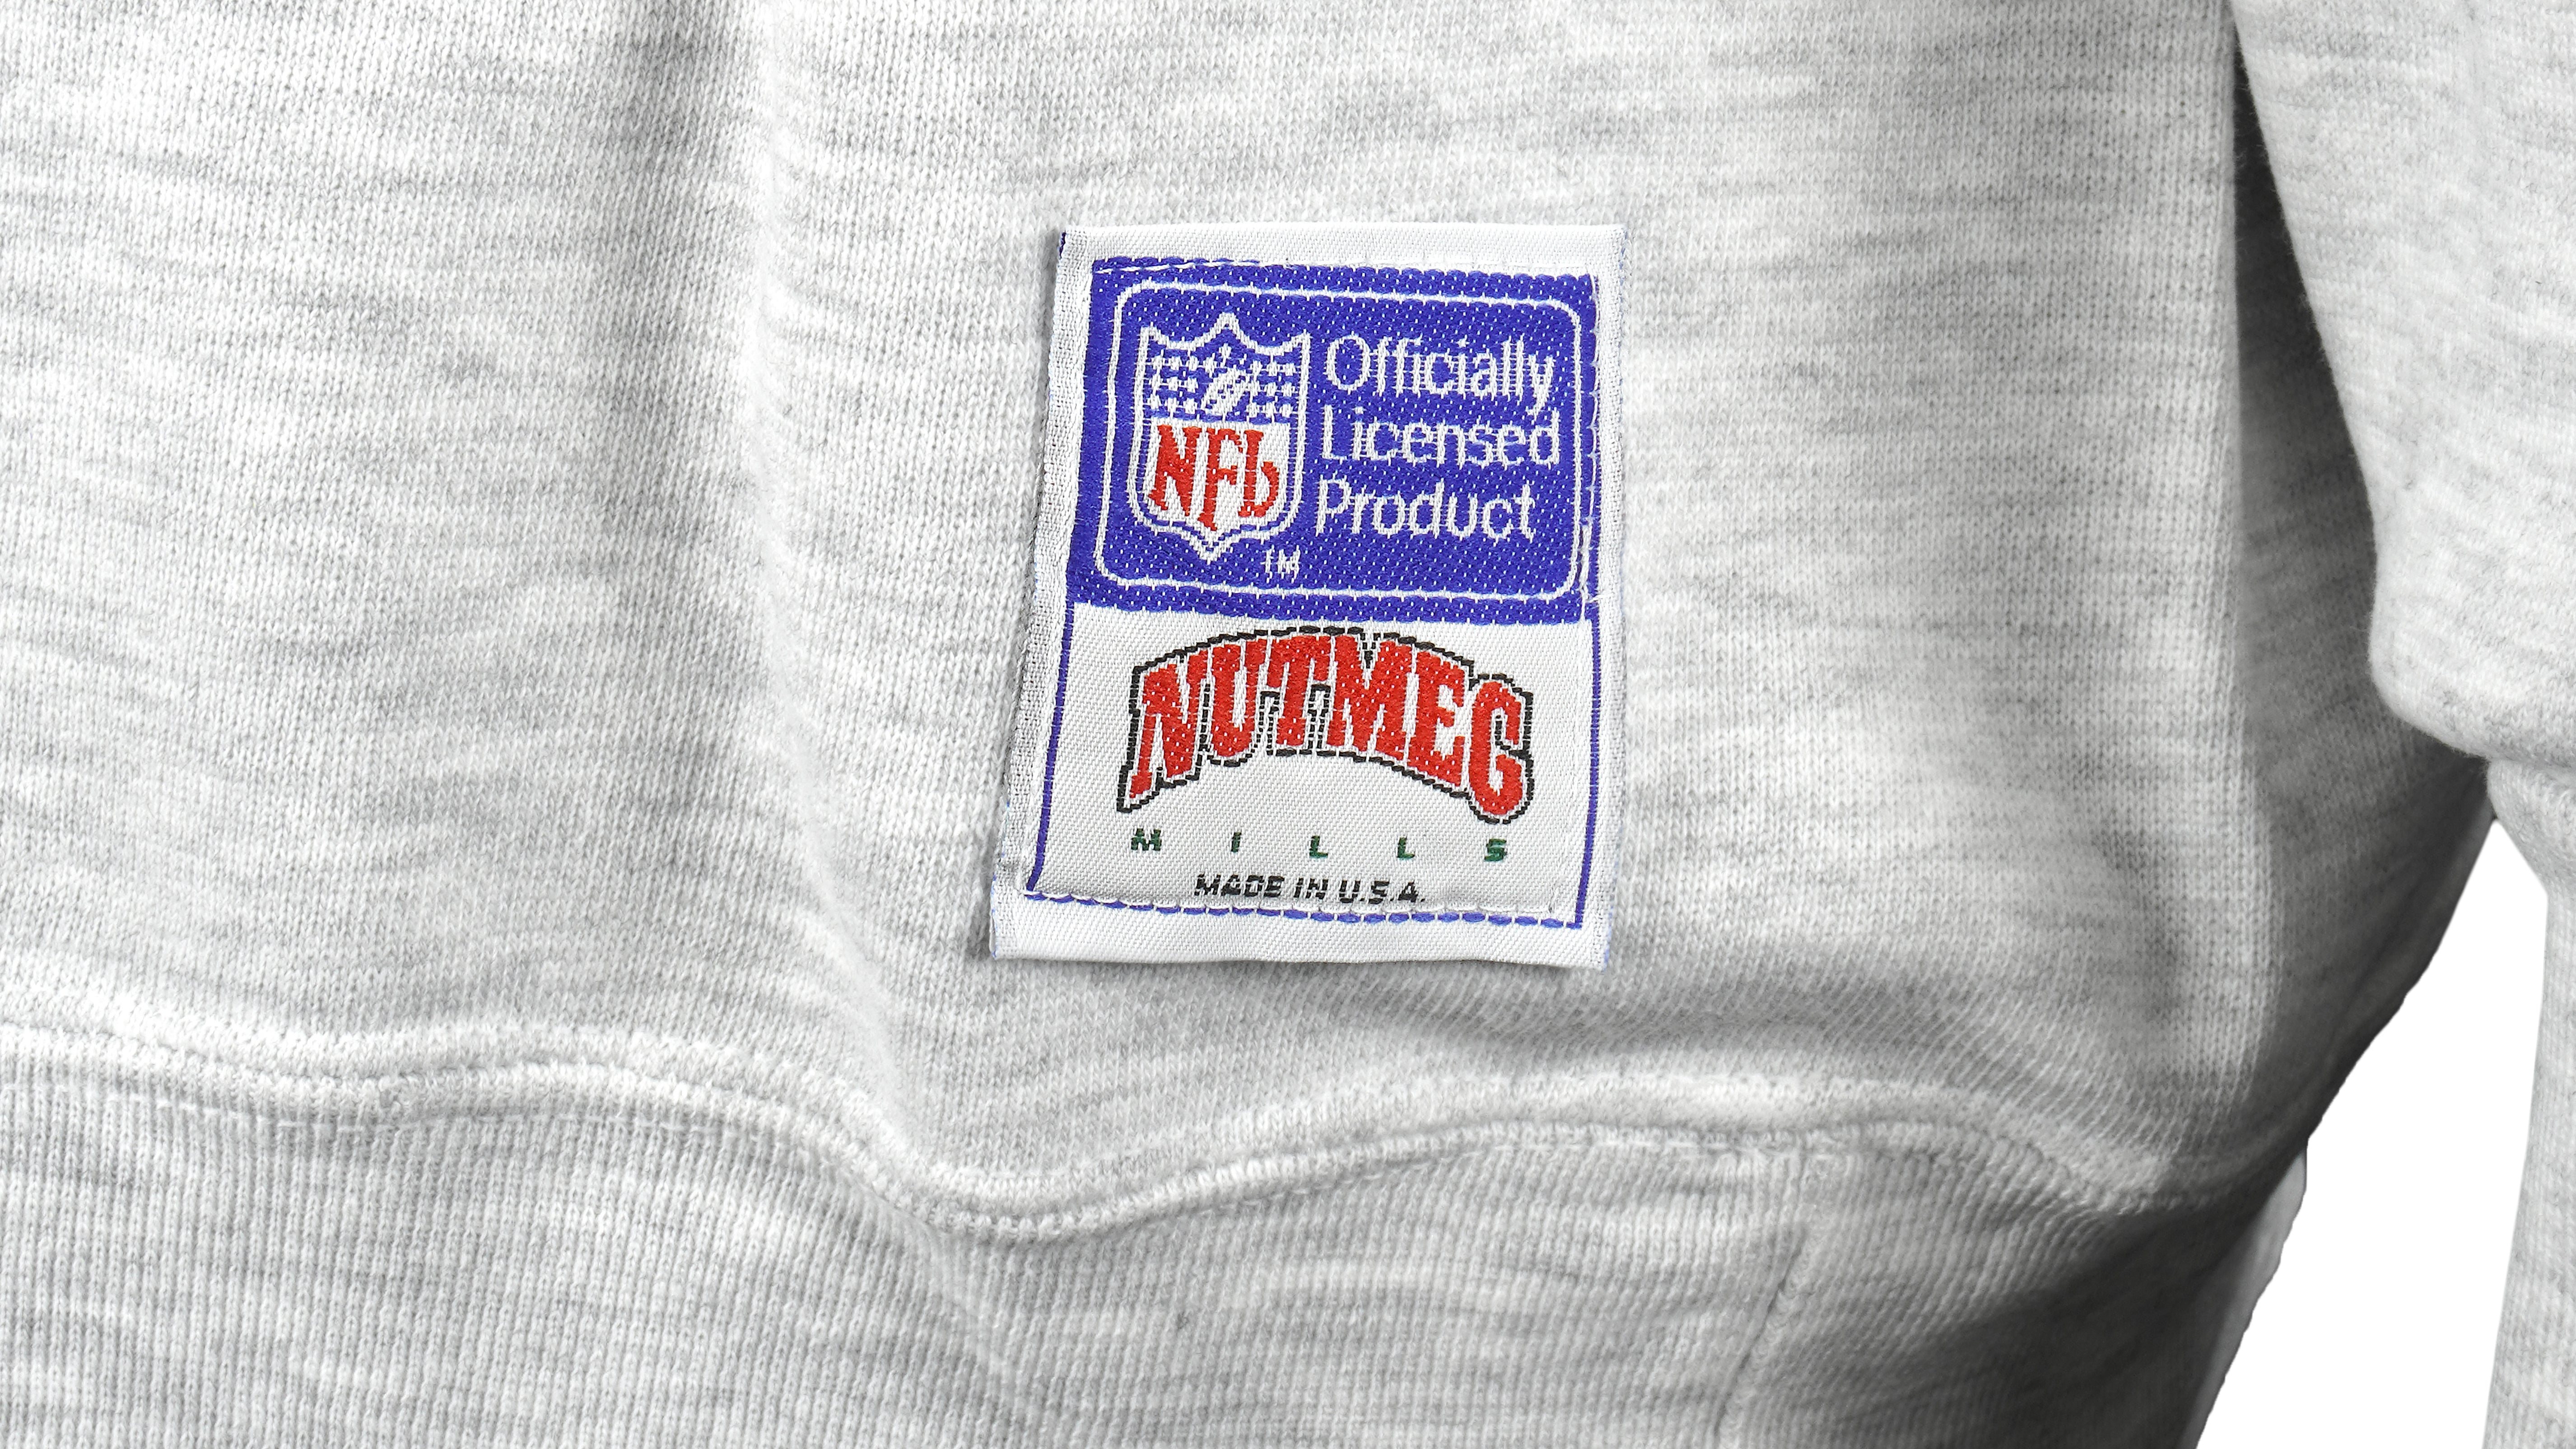 Officially
Licensed
Product
NFL
TM
NUTMEG
MILLS
MADE IN U.S.A.